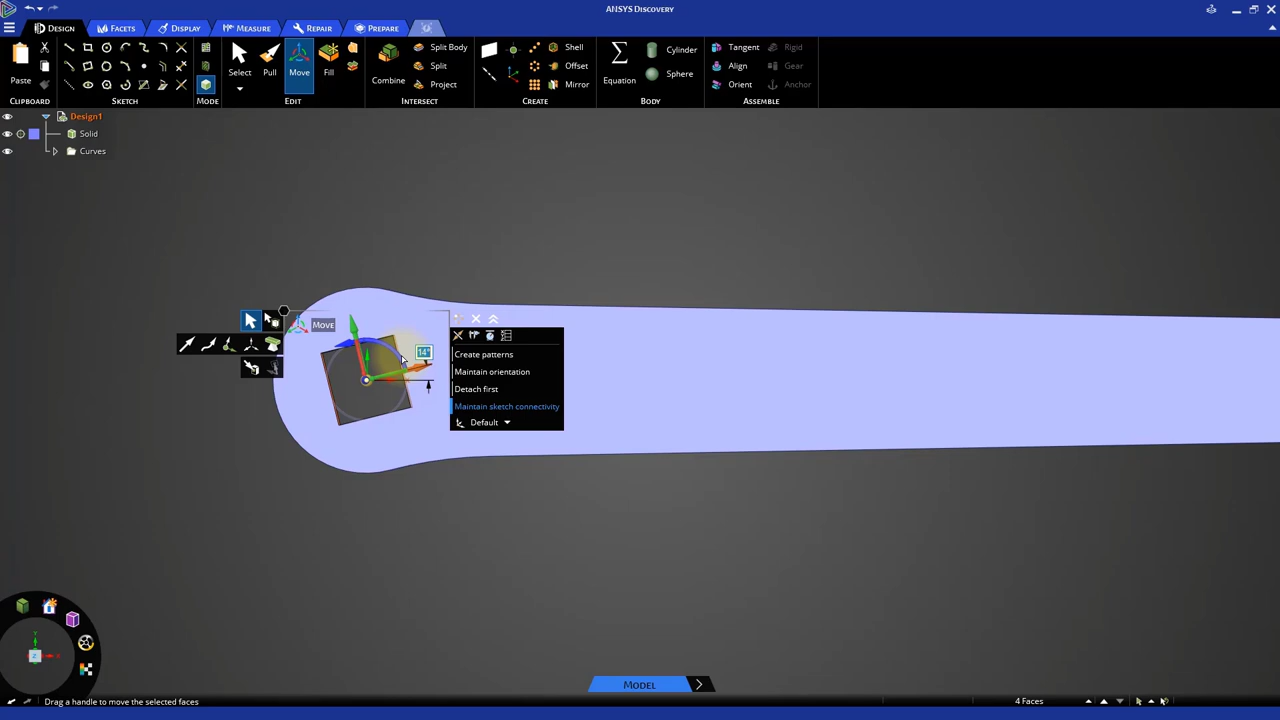 ANSYS Discovery
Design Facets Display Measure Repair Prepare
Paste
Select Pull Move Fill
Combine
Split Body
Split
Project
Shell
Offset
Mirror
Equation
Cylinder
Sphere
Tangent
Align
Orient
Rigid
Gear
Anchor
Clipboard Sketch Mode Edit Intersect Create Body Assemble
Design1
Solid
Curves
Move
14°
Create patterns
Maintain orientation
Detach first
Maintain sketch connectivity
Default
Y
Z
X
Model
Drag a handle to move the selected faces
4 Faces